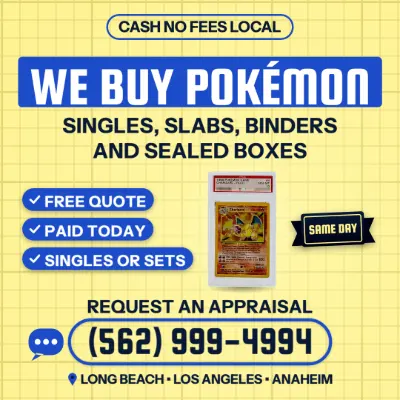 CASH NO FEES LOCAL
WE BUY POKÉMON
SINGLES, SLABS, BINDERS
AND SEALED BOXES
FREE QUOTE
PAID TODAY
SINGLES OR SETS
SAME DAY
REQUEST AN APPRAISAL
(562) 999-4994
LONG BEACH • LOS ANGELES • ANAHEIM